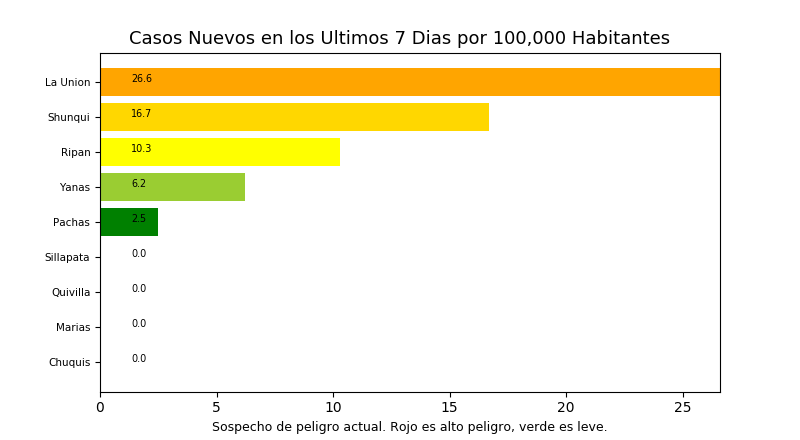 Casos Nuevos en los Ultimos 7 Dias por 100,000 Habitantes
La Union 26.6
Shunqui 16.7
Ripan 10.3
Yanas 6.2
Pachas 2.5
Sillapata 0.0
Quivilla 0.0
Marias 0.0
Chuquis 0.0
0 5 10 15 20 25
Sospecho de peligro actual. Rojo es alto peligro, verde es leve.